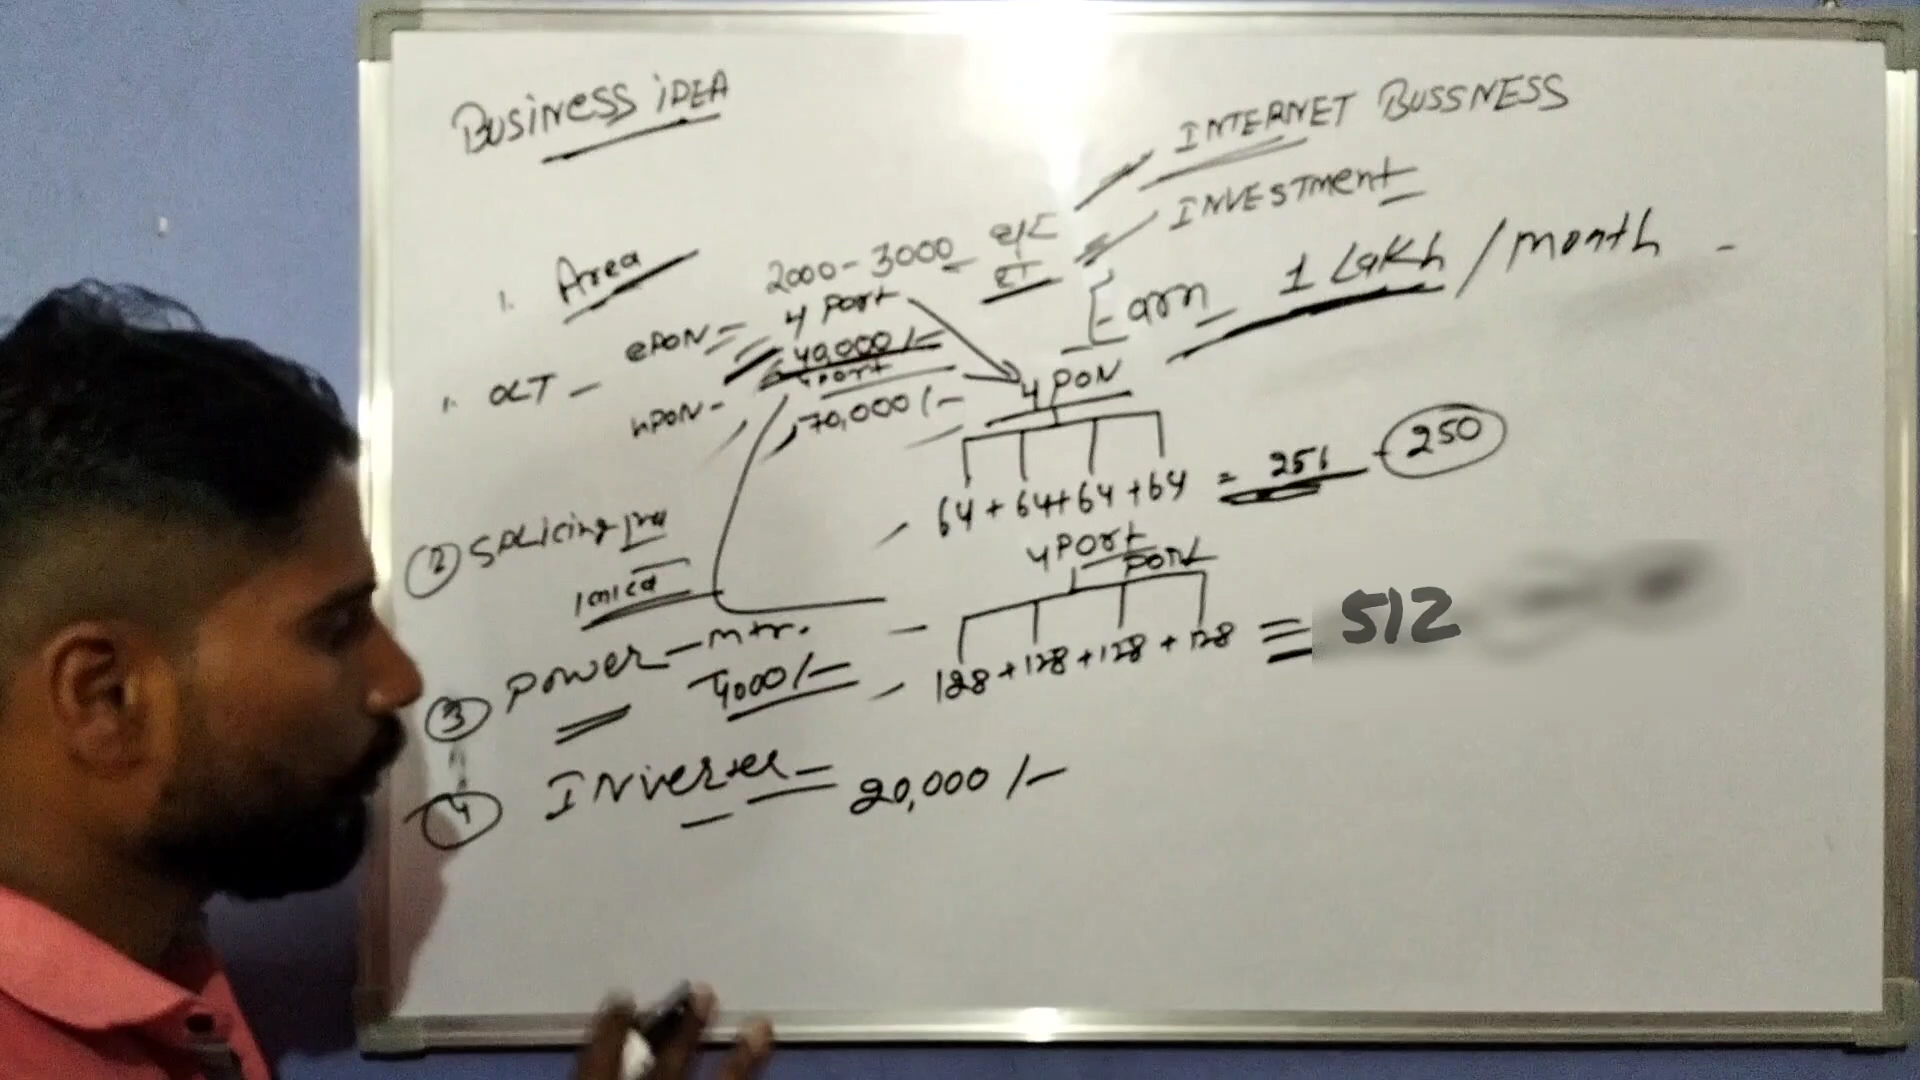 BUSINESS iDEA
INTERNET BUSSNESS
INVESTMENT
1. Area 2000-3000
Earn 1 Lakh / month
1. OLT - ePON = 4 Port
40,000/-
4 port
70,000/-
4 PON
64 + 64 + 64 + 64 = 256 - 250
2 SPLICING
4 Port
PON
128 + 128 + 128 + 128 = 512
3 POWER - mtr.
4000/-
4 INverter = 20,000/-